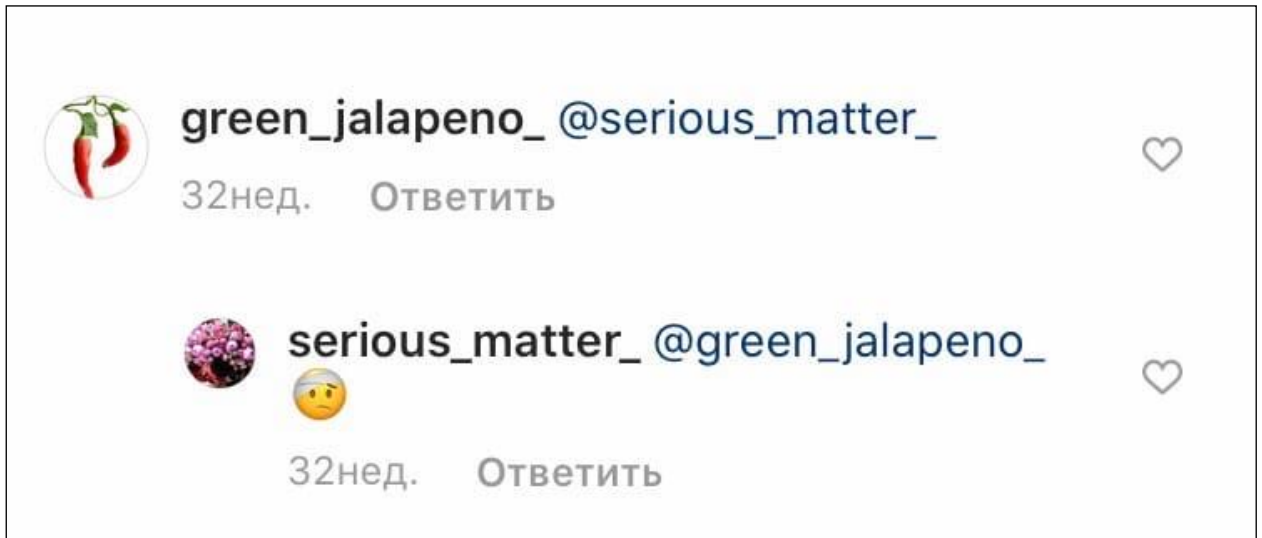 green_jalapeno_ @serious_matter_
32нед. Ответить
serious_matter_ @green_jalapeno_
🤕
32нед. Ответить